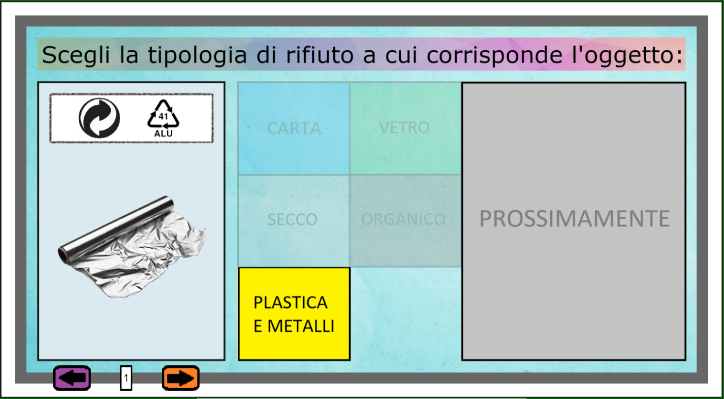 Scegli la tipologia di rifiuto a cui corrisponde l'oggetto:
41
ALU
CARTA
VETRO
SECCO
ORGANICO
PROSSIMAMENTE
PLASTICA
E METALLI
1